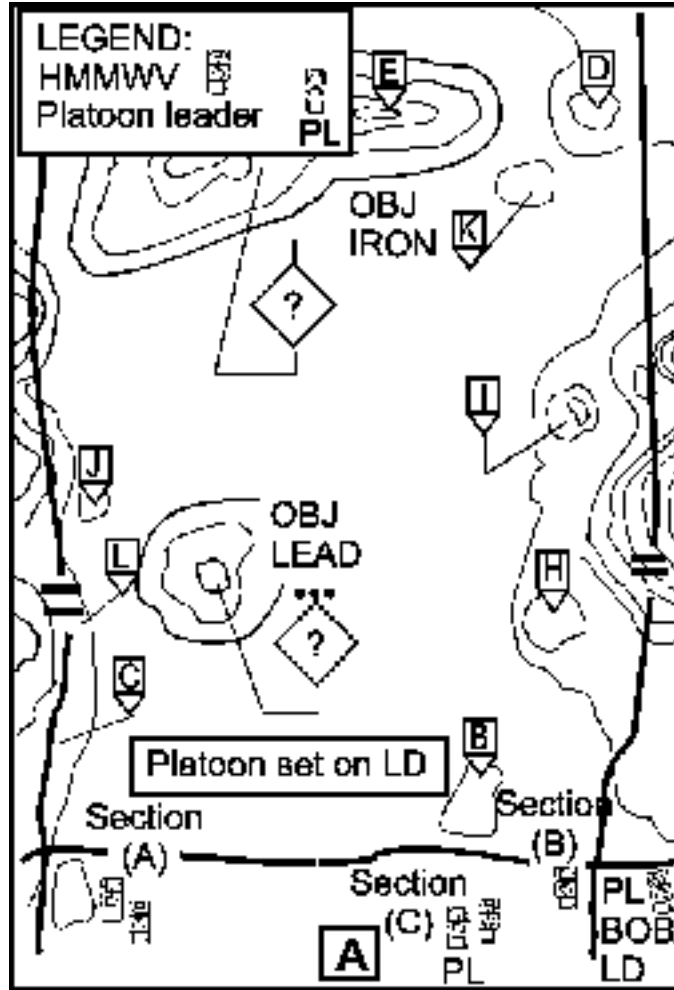 LEGEND:
HMMWV
Platoon leader
PL
E
D
OBJ
IRON
K
?
I
J
OBJ
LEAD
L
H
?
C
B
Platoon set on LD
Section
(A)
Section
(B)
Section
(C)
PL
A
PL
BOB
LD